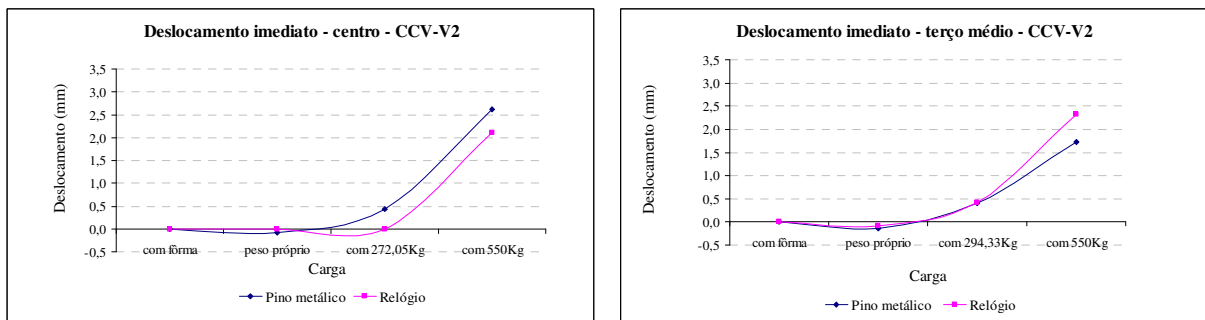 Deslocamento imediato - centro - CCV-V2
3,5
3,0
2,5
2,0
1,5
1,0
0,5
0,0
-0,5
Deslocamento (mm)
com fôrma peso próprio com 272,05Kg com 550Kg
Carga
Pino metálico Relógio
Deslocamento imediato - terço médio - CCV-V2
3,5
3,0
2,5
2,0
1,5
1,0
0,5
0,0
-0,5
Deslocamento (mm)
com fôrma peso próprio com 294,33Kg com 550Kg
Carga
Pino metálico Relógio